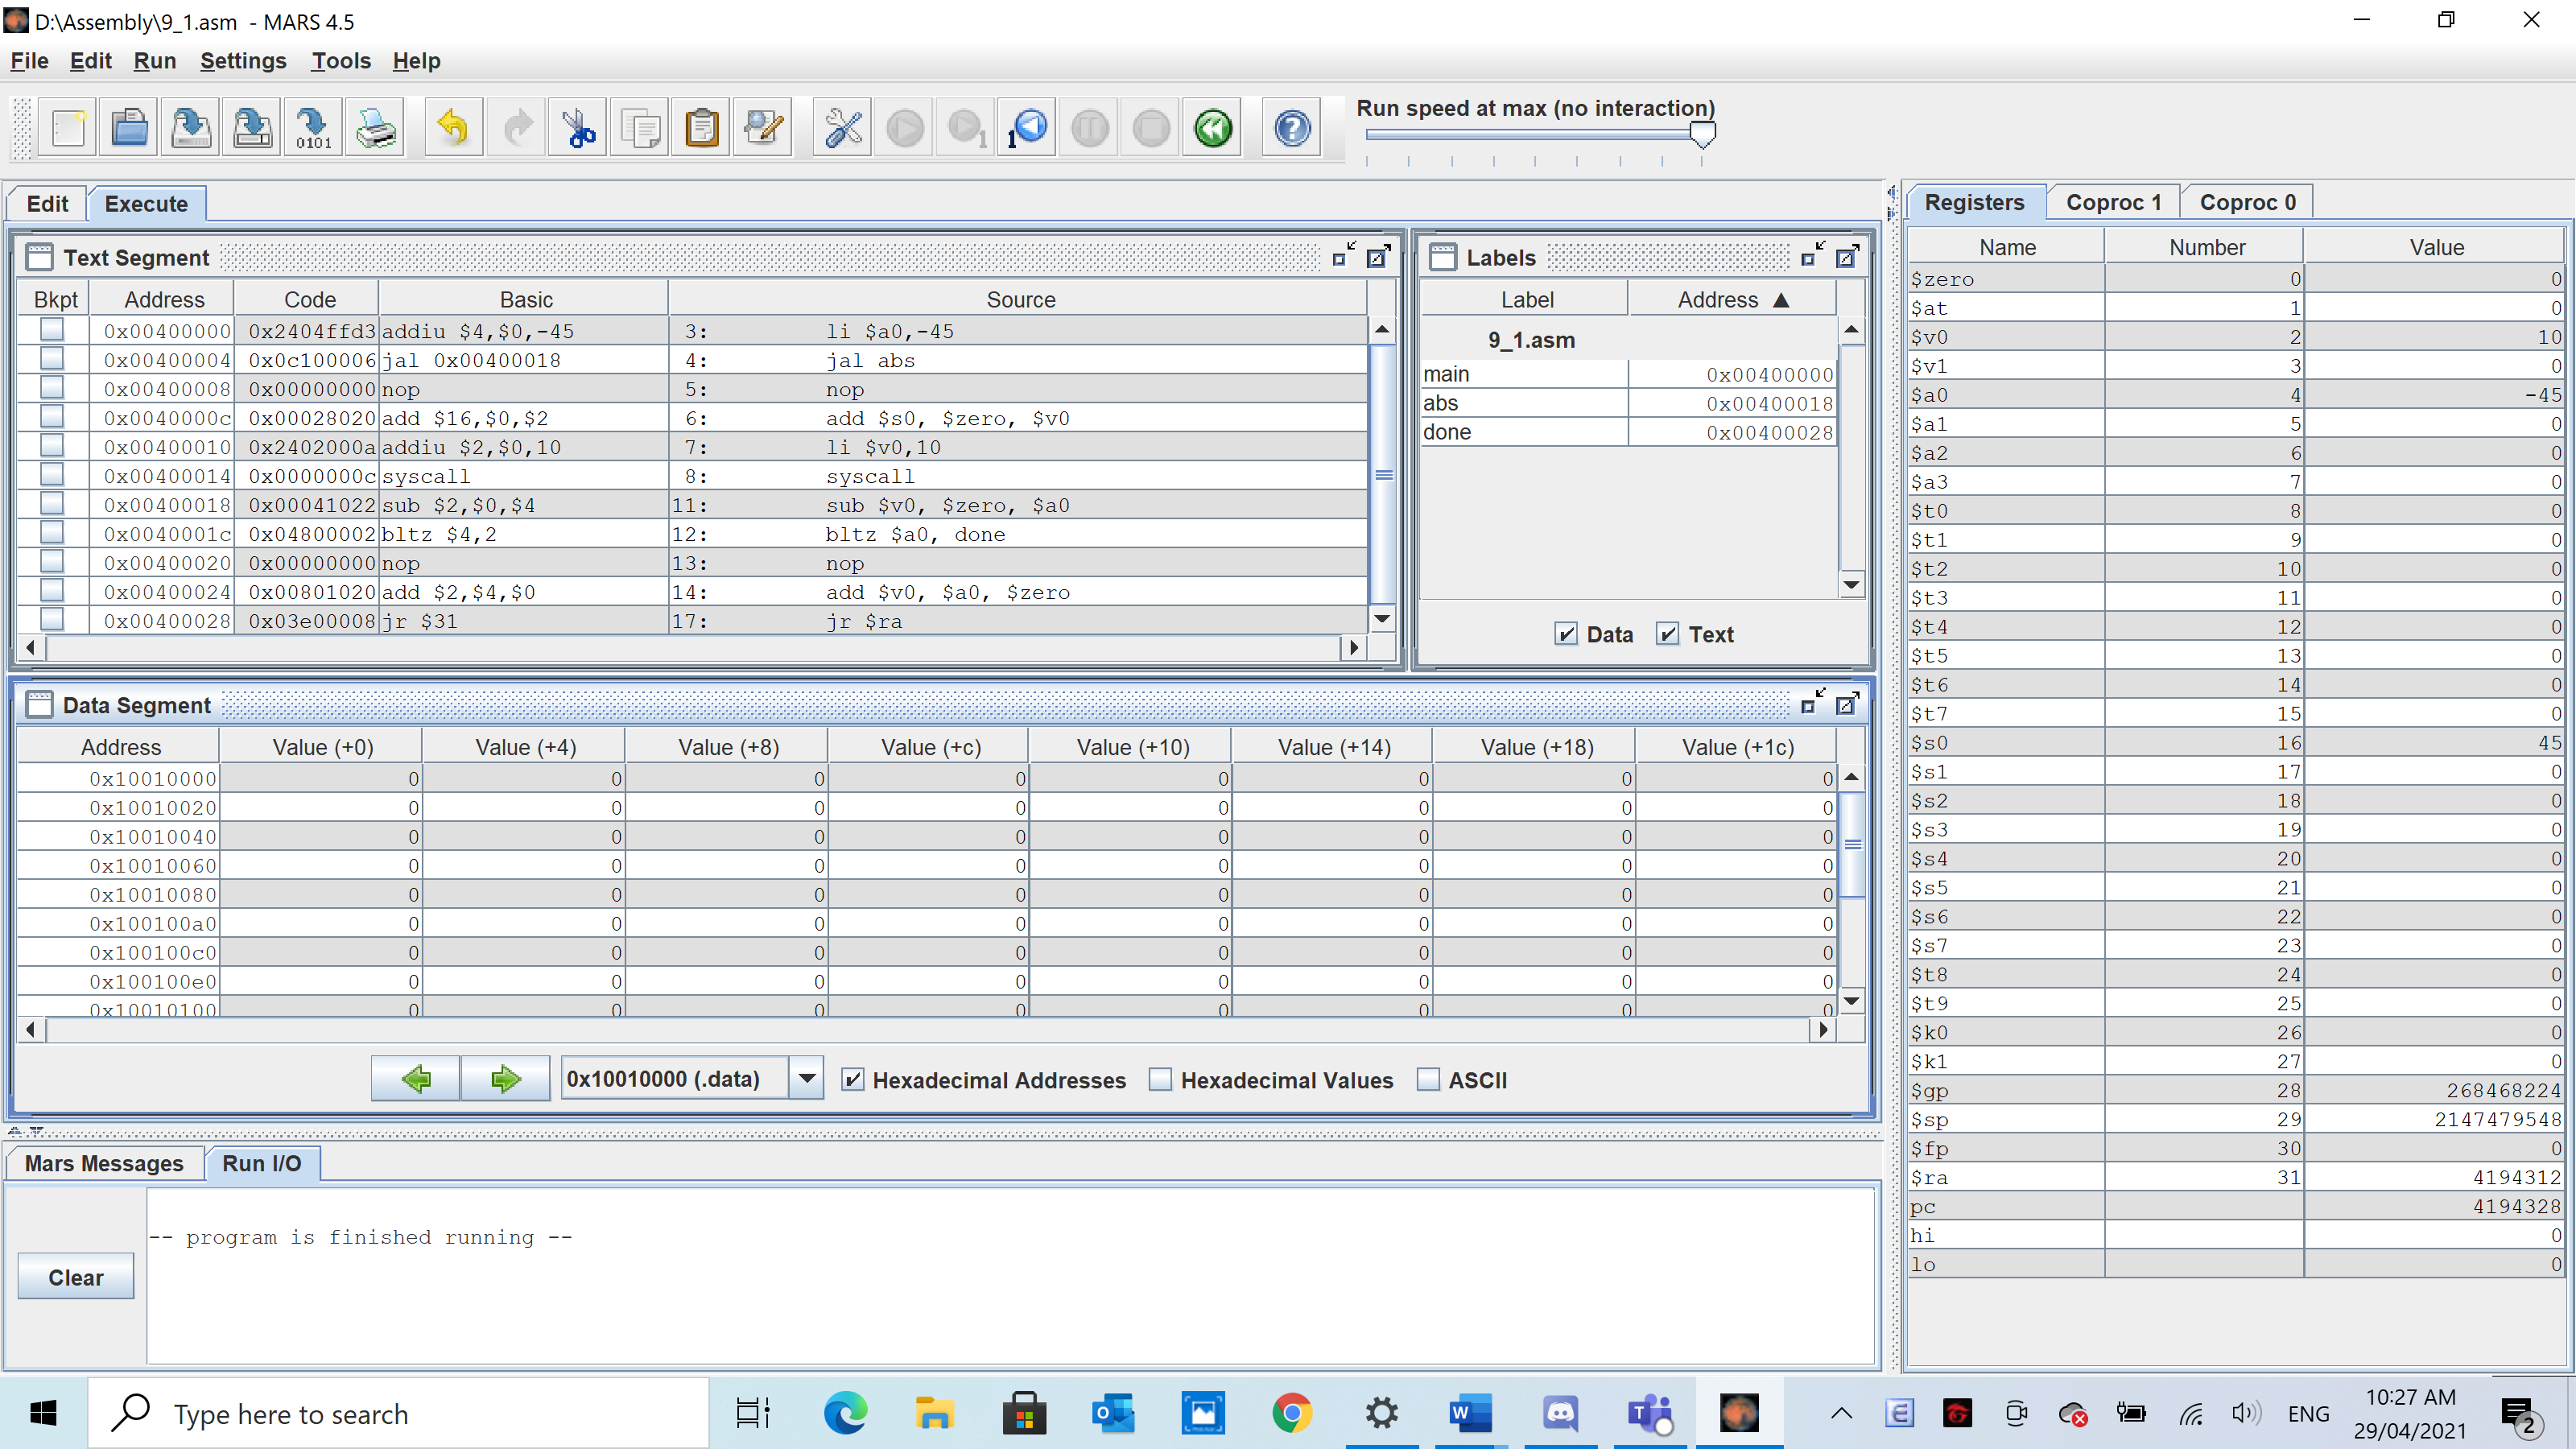 D:\Assembly\9_1.asm - MARS 4.5
File Edit Run Settings Tools Help
Run speed at max (no interaction)
0101
1
1
Edit Execute
Text Segment
Bkpt Address Code Basic Source
0x00400000 0x2404ffd3 addiu $4,$0,-45 3: li $a0,-45
0x00400004 0x0c100006 jal 0x00400018 4: jal abs
0x00400008 0x00000000 nop 5: nop
0x0040000c 0x00028020 add $16,$0,$2 6: add $s0, $zero, $v0
0x00400010 0x2402000a addiu $2,$0,10 7: li $v0,10
0x00400014 0x0000000c syscall 8: syscall
0x00400018 0x00041022 sub $2,$0,$4 11: sub $v0, $zero, $a0
0x0040001c 0x04800002 bltz $4,2 12: bltz $a0, done
0x00400020 0x00000000 nop 13: nop
0x00400024 0x00801020 add $2,$4,$0 14: add $v0, $a0, $zero
0x00400028 0x03e00008 jr $31 17: jr $ra
Labels
Label Address ▲
9_1.asm
main 0x00400000
abs 0x00400018
done 0x00400028
Data Text
Data Segment
Address Value (+0) Value (+4) Value (+8) Value (+c) Value (+10) Value (+14) Value (+18) Value (+1c)
0x10010000 0 0 0 0 0 0 0 0
0x10010020 0 0 0 0 0 0 0 0
0x10010040 0 0 0 0 0 0 0 0
0x10010060 0 0 0 0 0 0 0 0
0x10010080 0 0 0 0 0 0 0 0
0x100100a0 0 0 0 0 0 0 0 0
0x100100c0 0 0 0 0 0 0 0 0
0x100100e0 0 0 0 0 0 0 0 0
0x10010100 0 0 0 0 0 0 0 0
0x10010000 (.data) Hexadecimal Addresses Hexadecimal Values ASCII
Mars Messages Run I/O
-- program is finished running --
Clear
Registers Coproc 1 Coproc 0
Name Number Value
$zero 0 0
$at 1 0
$v0 2 10
$v1 3 0
$a0 4 -45
$a1 5 0
$a2 6 0
$a3 7 0
$t0 8 0
$t1 9 0
$t2 10 0
$t3 11 0
$t4 12 0
$t5 13 0
$t6 14 0
$t7 15 0
$s0 16 45
$s1 17 0
$s2 18 0
$s3 19 0
$s4 20 0
$s5 21 0
$s6 22 0
$s7 23 0
$t8 24 0
$t9 25 0
$k0 26 0
$k1 27 0
$gp 28 268468224
$sp 29 2147479548
$fp 30 0
$ra 31 4194312
pc 4194328
hi 0
lo 0
Type here to search
ENG
10:27 AM
29/04/2021
2